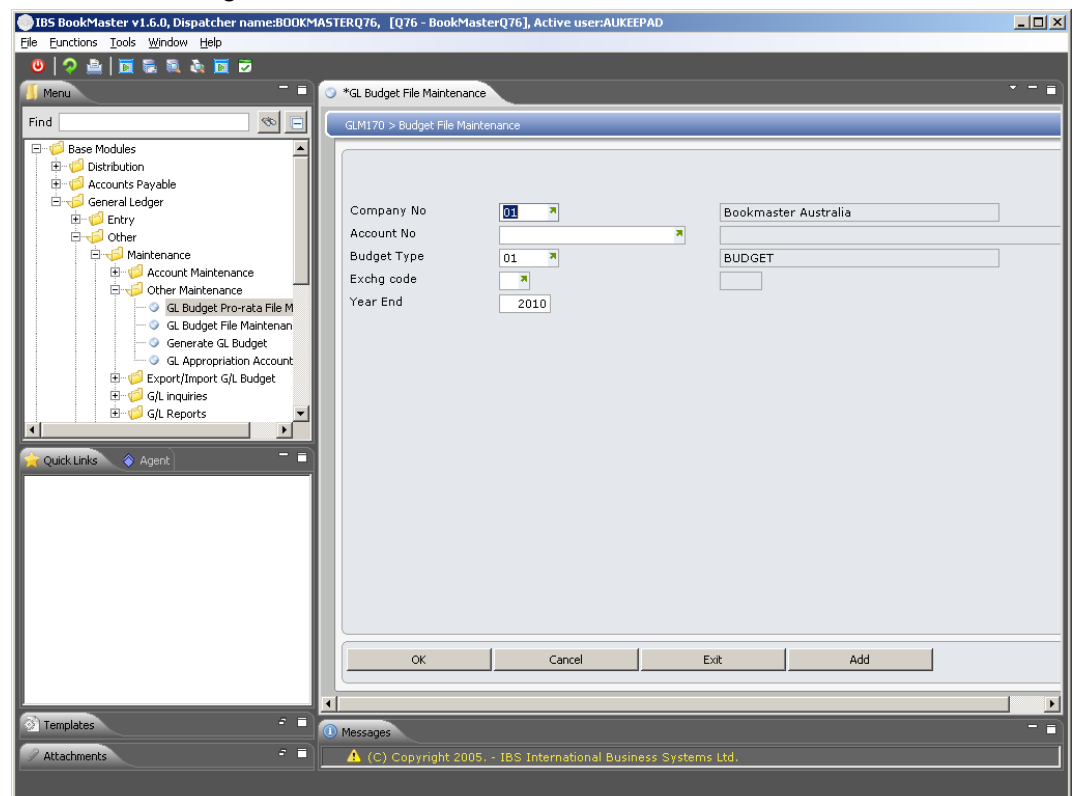 IBS BookMaster v1.6.0, Dispatcher name:BOOKMASTERQ76, [Q76 - BookMasterQ76], Active user:AUKEEPAD
File Functions Tools Window Help
Menu
Find
Base Modules
Distribution
Accounts Payable
General Ledger
Entry
Other
Maintenance
Account Maintenance
Other Maintenance
GL Budget Pro-rata File M
GL Budget File Maintenan
Generate GL Budget
GL Appropriation Account
Export/Import G/L Budget
G/L inquiries
G/L Reports
Quick Links Agent
Templates
Attachments
*GL Budget File Maintenance
GLM170 > Budget File Maintenance
Company No 01 Bookmaster Australia
Account No
Budget Type 01 BUDGET
Exchg code
Year End 2010
OK Cancel Exit Add
Messages
(C) Copyright 2005. - IBS International Business Systems Ltd.